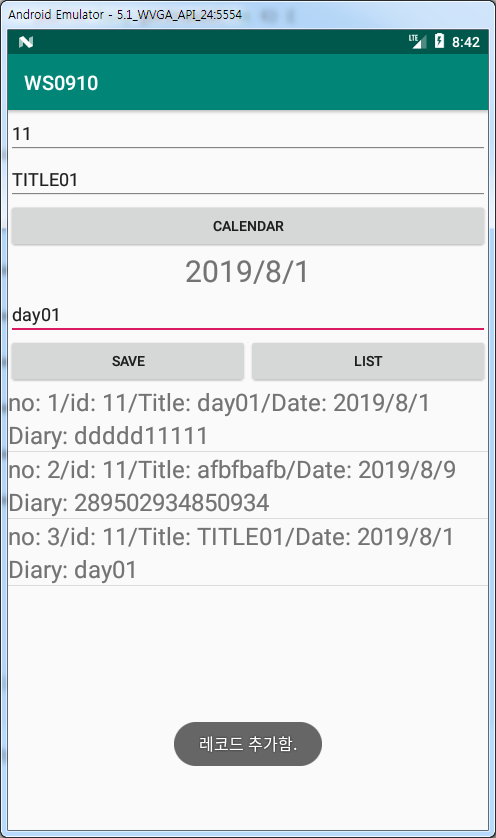 Android Emulator - 5.1_WVGA_API_24:5554
LTE 8:42
WS0910
11
TITLE01
CALENDAR
2019/8/1
day01
SAVE LIST
no: 1/id: 11/Title: day01/Date: 2019/8/1
Diary: ddddd11111
no: 2/id: 11/Title: afbfbafb/Date: 2019/8/9
Diary: 289502934850934
no: 3/id: 11/Title: TITLE01/Date: 2019/8/1
Diary: day01
레코드 추가함.